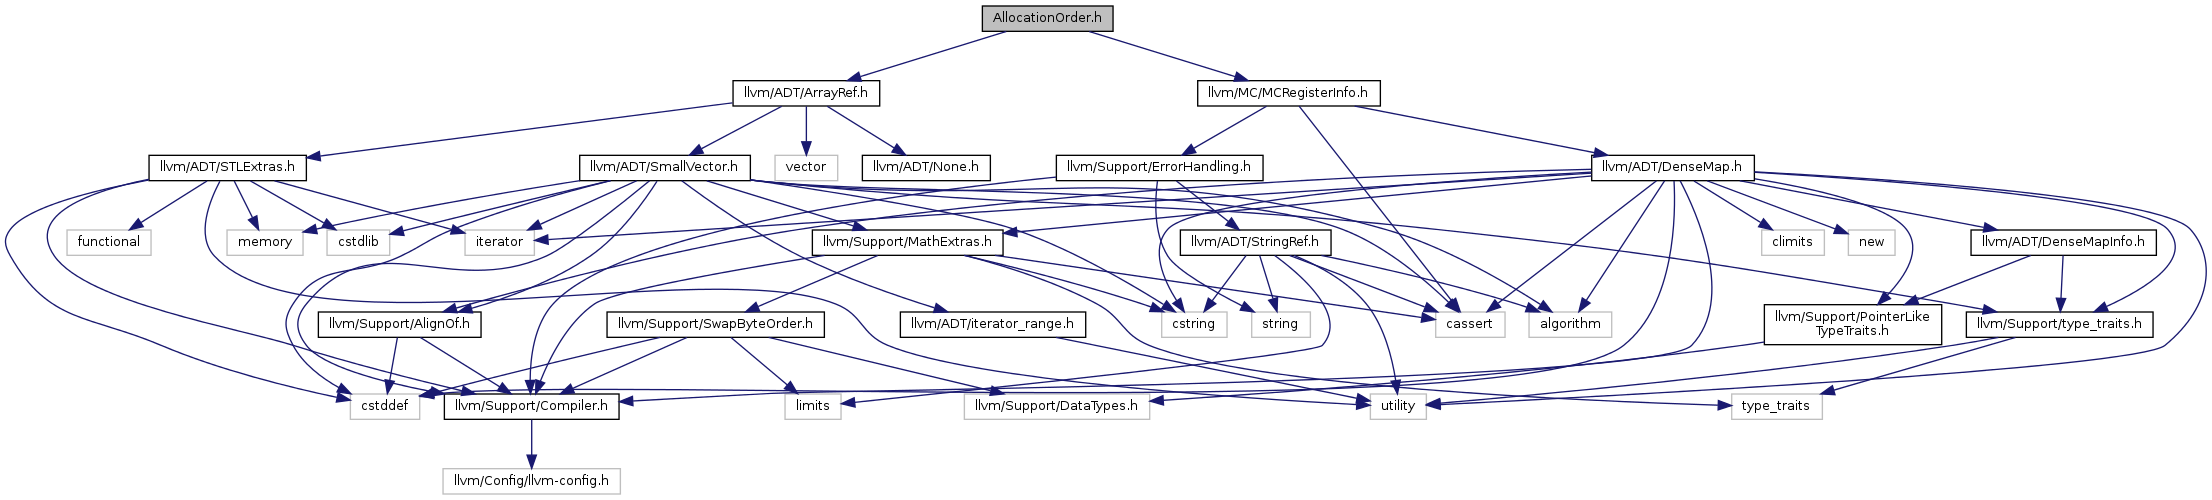 AllocationOrder.h
llvm/ADT/ArrayRef.h
llvm/MC/MCRegisterInfo.h
llvm/ADT/STLExtras.h
llvm/ADT/SmallVector.h
vector
llvm/ADT/None.h
llvm/Support/ErrorHandling.h
llvm/ADT/DenseMap.h
functional
memory
cstdlib
iterator
llvm/Support/MathExtras.h
llvm/ADT/StringRef.h
climits
new
llvm/ADT/DenseMapInfo.h
llvm/Support/AlignOf.h
llvm/Support/SwapByteOrder.h
llvm/ADT/iterator_range.h
cstring
string
cassert
algorithm
llvm/Support/PointerLike
TypeTraits.h
llvm/Support/type_traits.h
cstddef
llvm/Support/Compiler.h
limits
llvm/Support/DataTypes.h
utility
type_traits
llvm/Config/llvm-config.h